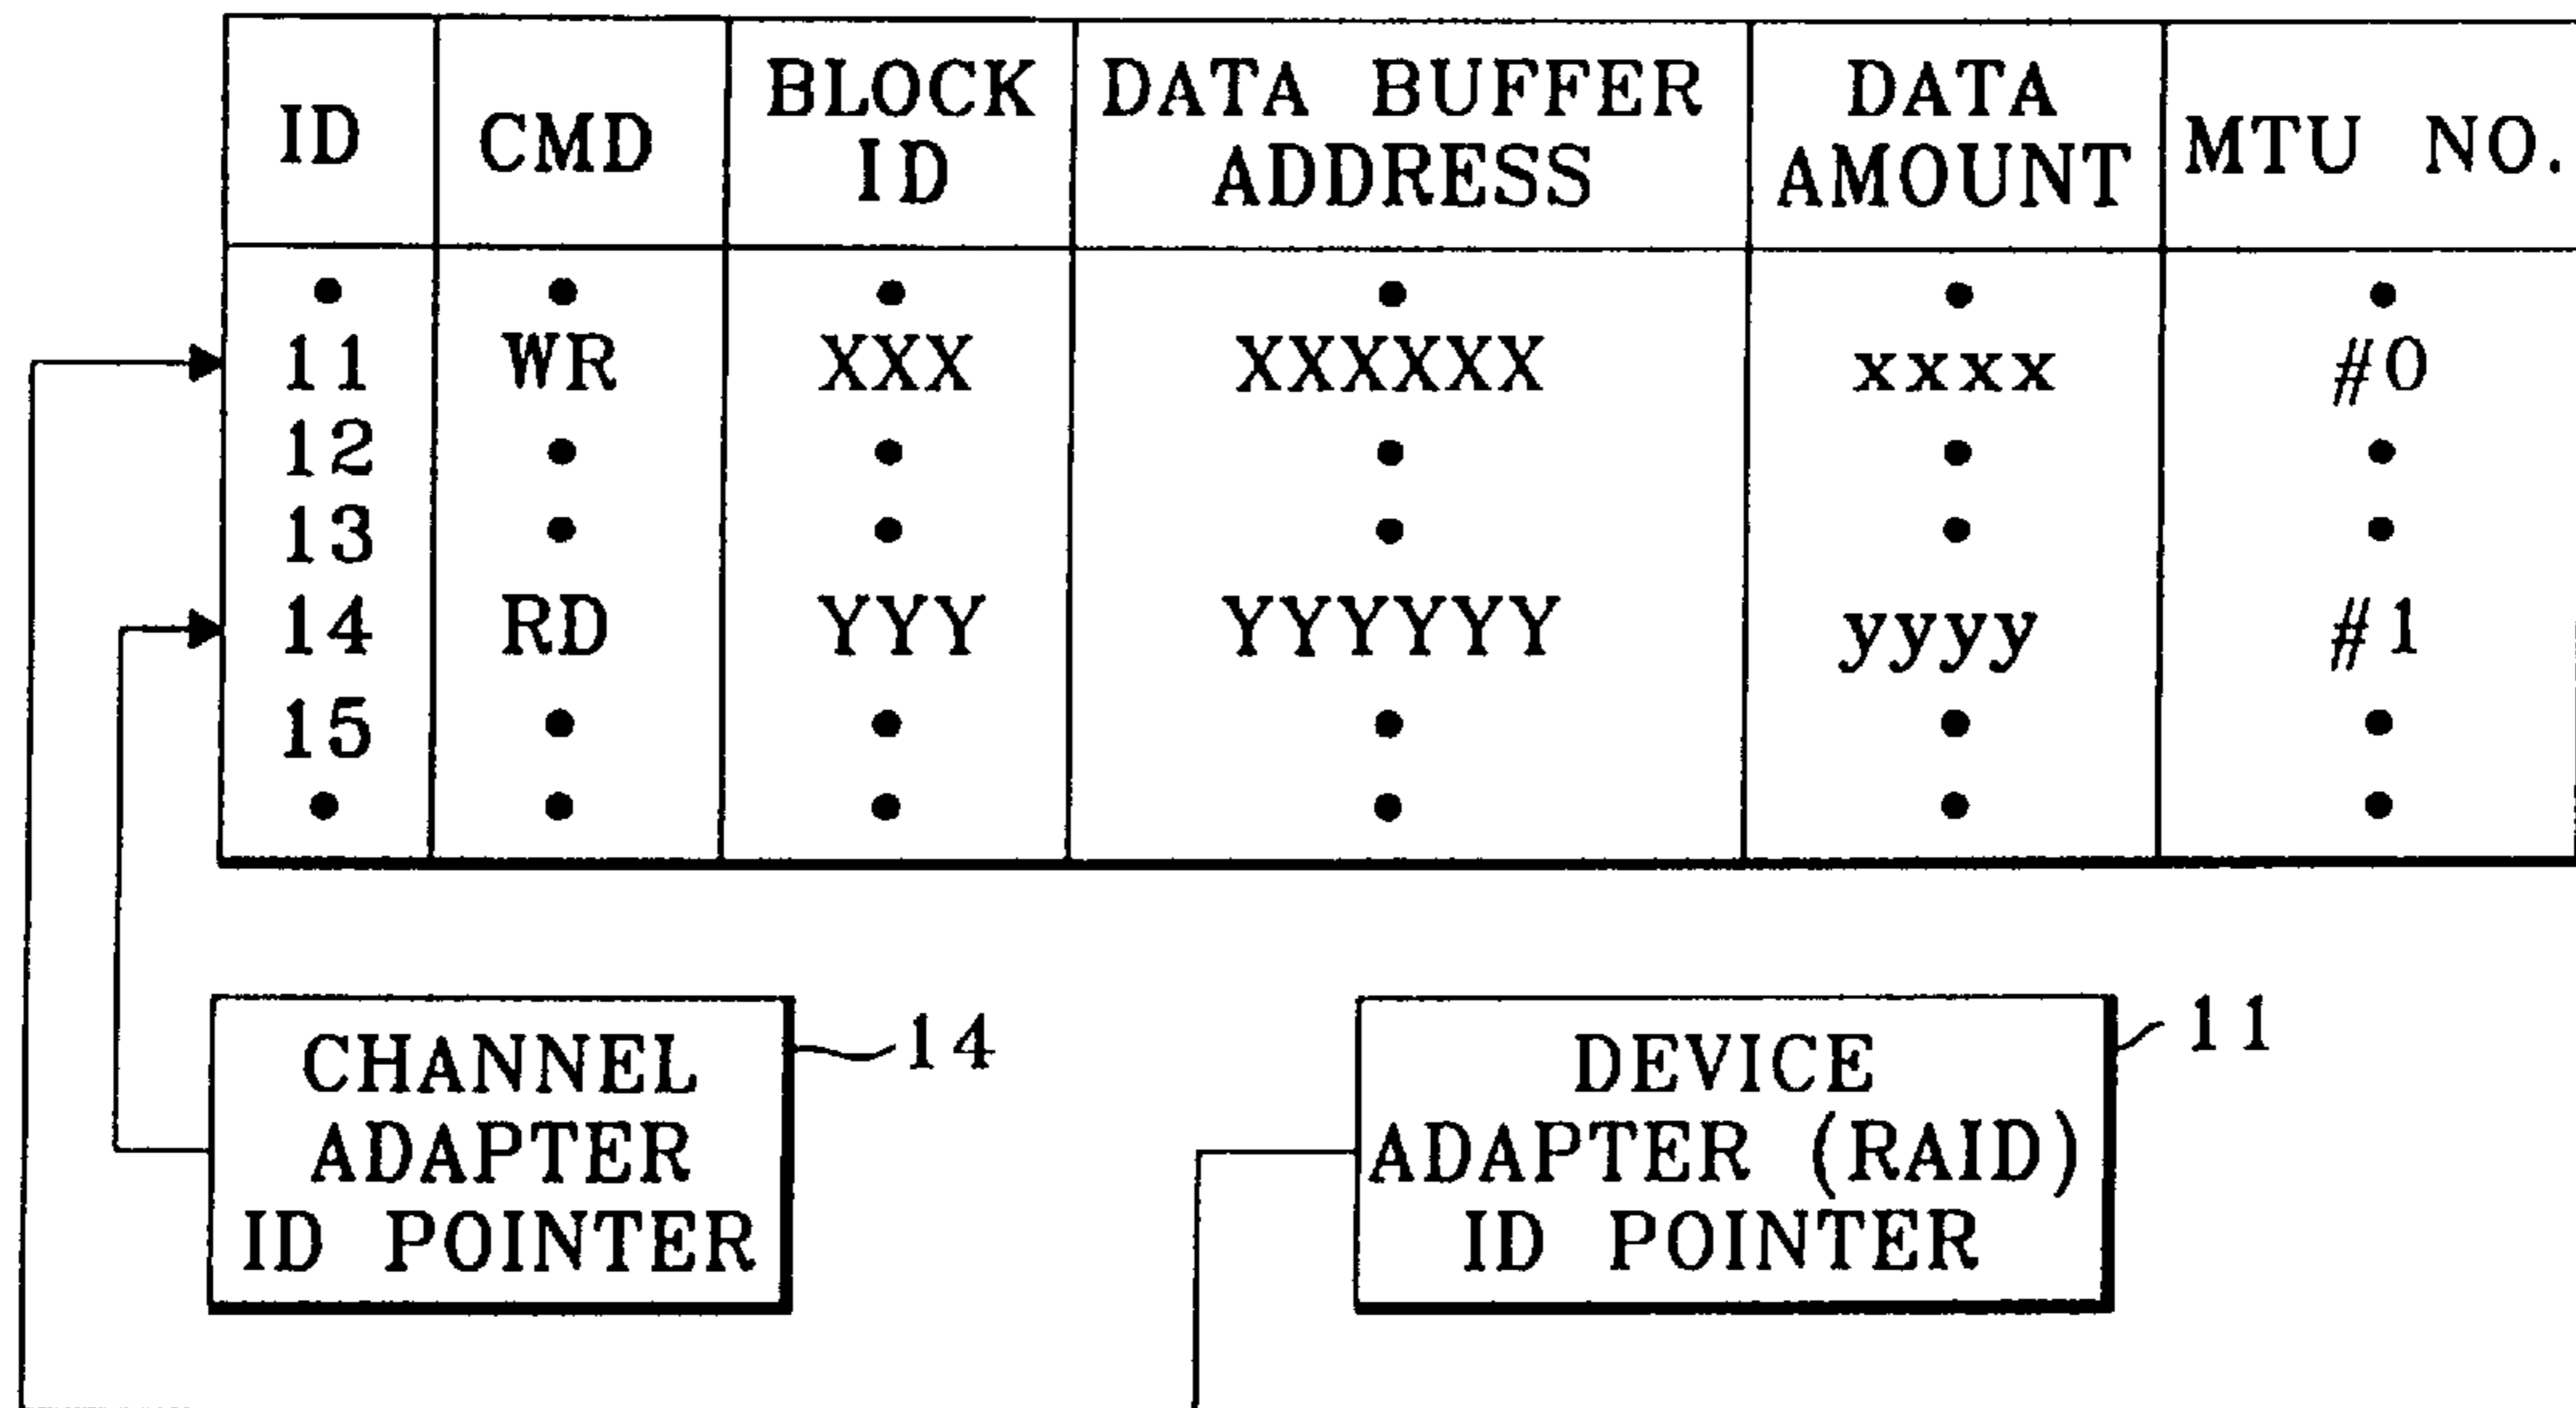 ID CMD BLOCK ID DATA BUFFER ADDRESS DATA AMOUNT MTU NO.
• • • • • •
11 WR XXX XXXXXX xxxx #0
12 • • • • •
13 • • • • •
14 RD YYY YYYYYY yyyy #1
15 • • • • •
• • • • • •
CHANNEL
ADAPTER
ID POINTER
14
DEVICE
ADAPTER (RAID)
ID POINTER
11